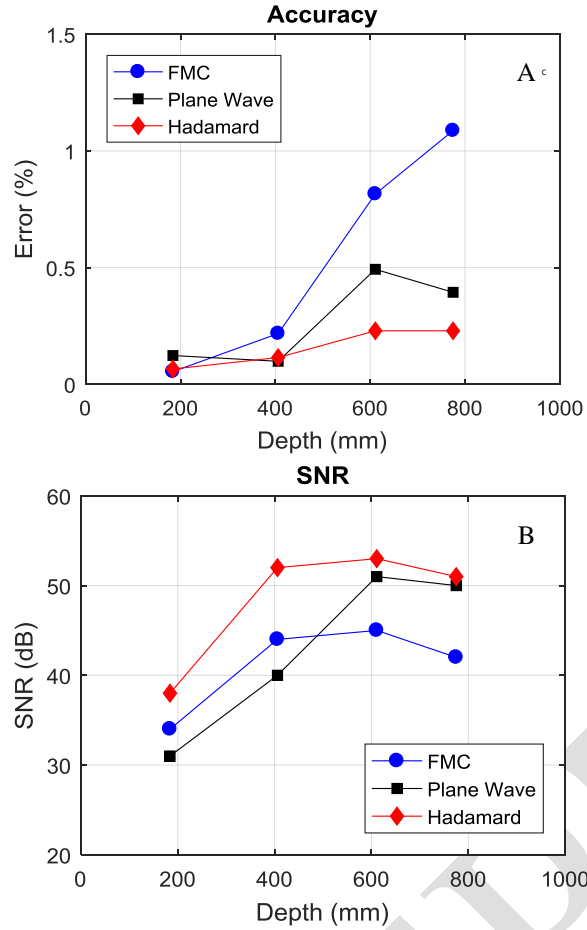 Accuracy
1.5
1
0.5
0
Error (%)
FMC
Plane Wave
Hadamard
A c
0 200 400 600 800 1000
Depth (mm)
SNR
60
50
40
30
20
SNR (dB)
B
FMC
Plane Wave
Hadamard
0 200 400 600 800 1000
Depth (mm)